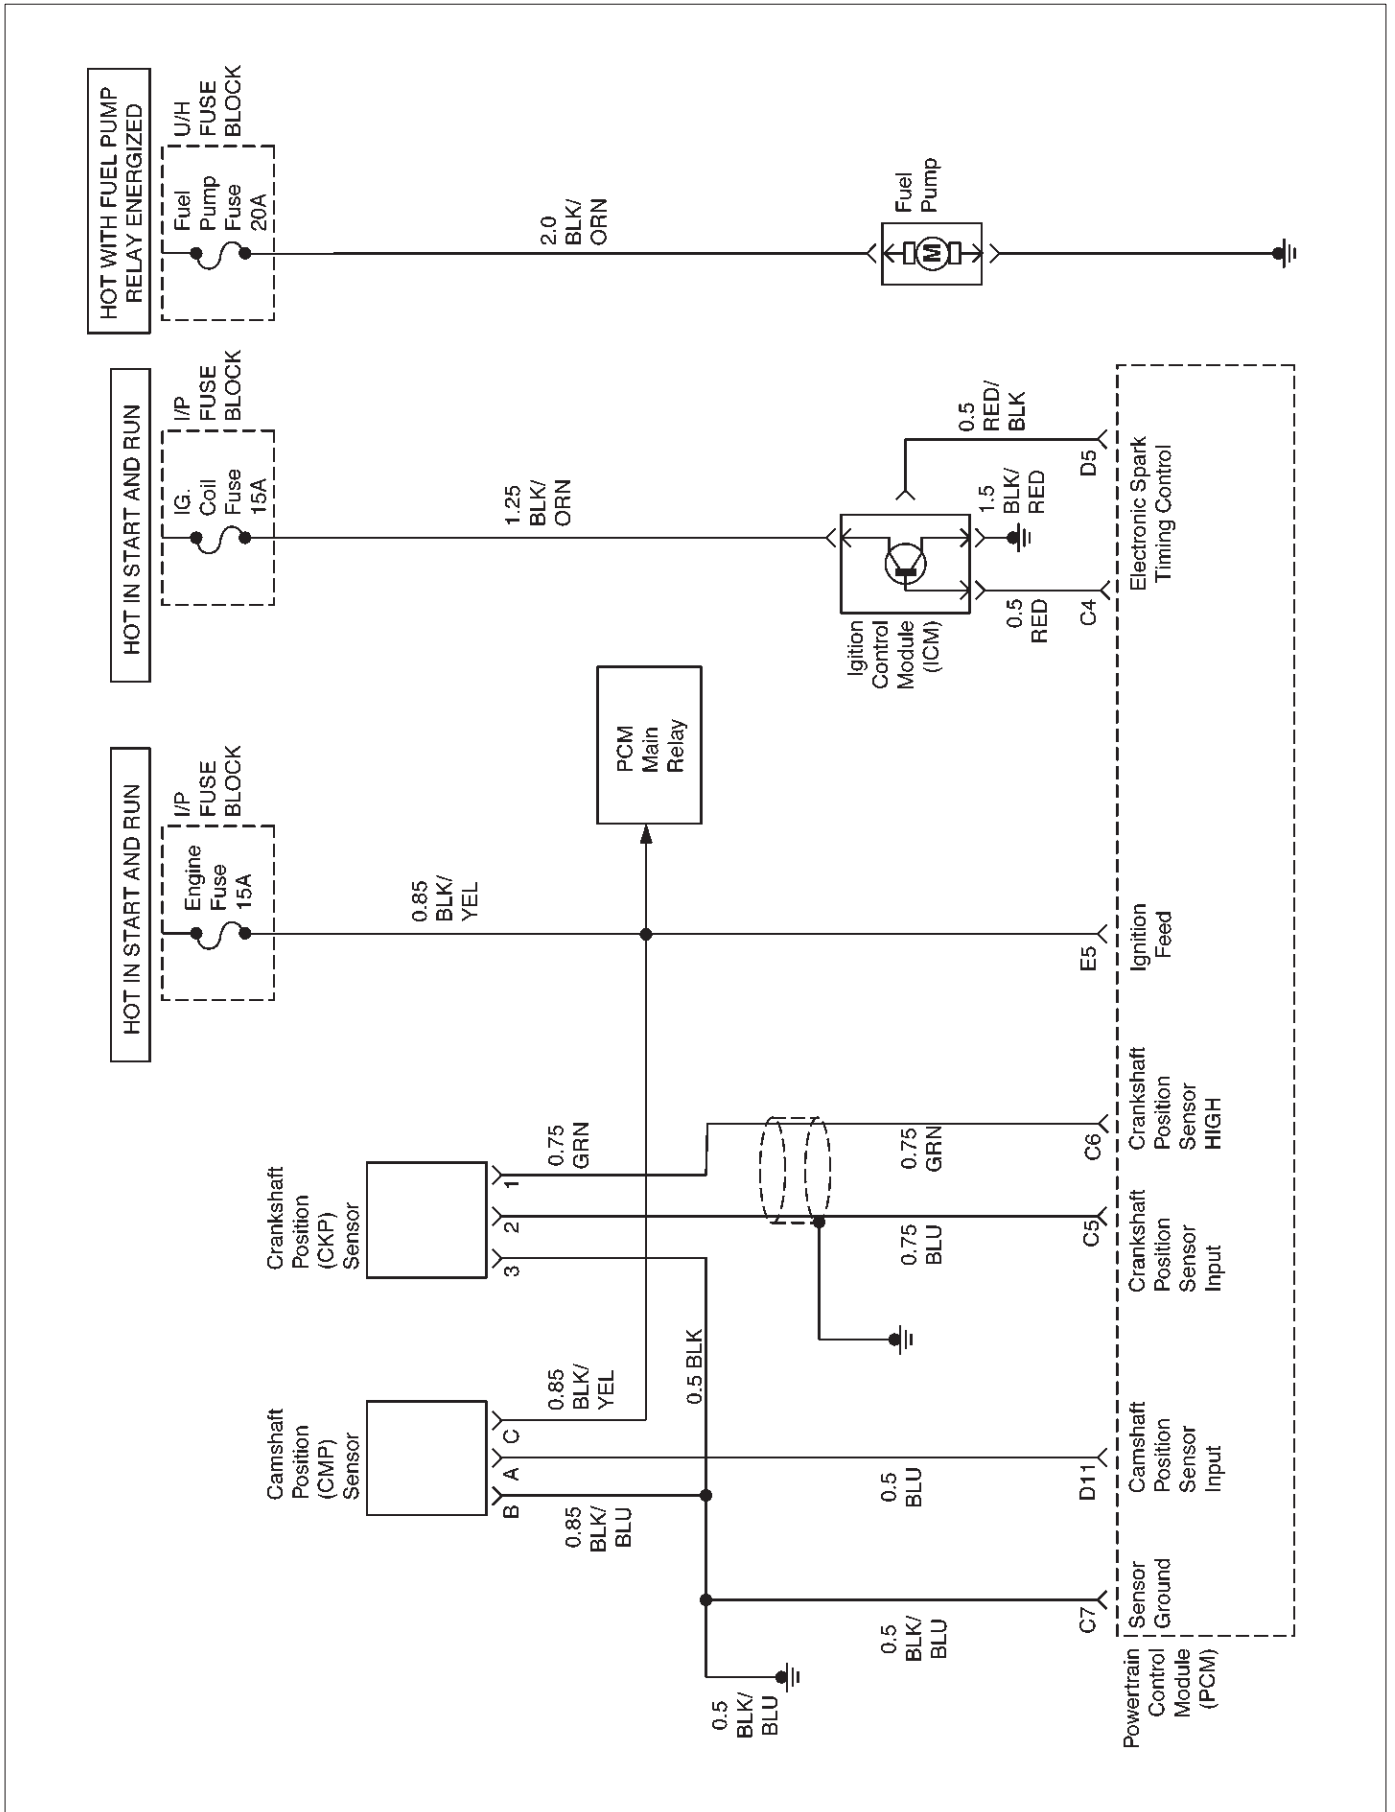 HOT IN START AND RUN
HOT IN START AND RUN
HOT WITH FUEL PUMP
RELAY ENERGIZED
Engine
Fuse
15A
I/P
FUSE
BLOCK
IG.
Coil
Fuse
15A
I/P
FUSE
BLOCK
Fuel
Pump
Fuse
20A
U/H
FUSE
BLOCK
Camshaft
Position
(CMP)
Sensor
Crankshaft
Position
(CKP)
Sensor
B
A
C
3
2
1
0.85
BLK/
BLU
0.85
BLK/
YEL
0.75
GRN
0.85
BLK/
YEL
1.25
BLK/
ORN
2.0
BLK/
ORN
PCM
Main
Relay
0.5 BLK
0.5
BLK/
BLU
Igition
Control
Module
(ICM)
M
Fuel
Pump
0.5
BLK/
BLU
0.5
BLU
0.75
BLU
0.75
GRN
0.5
RED
1.5
BLK/
RED
0.5
RED/
BLK
C7
D11
C5
C6
E5
C4
D5
Powertrain
Control
Module
(PCM)
Sensor
Ground
Camshaft
Position
Sensor
Input
Crankshaft
Position
Sensor
Input
Crankshaft
Position
Sensor
HIGH
Ignition
Feed
Electronic Spark
Timing Control